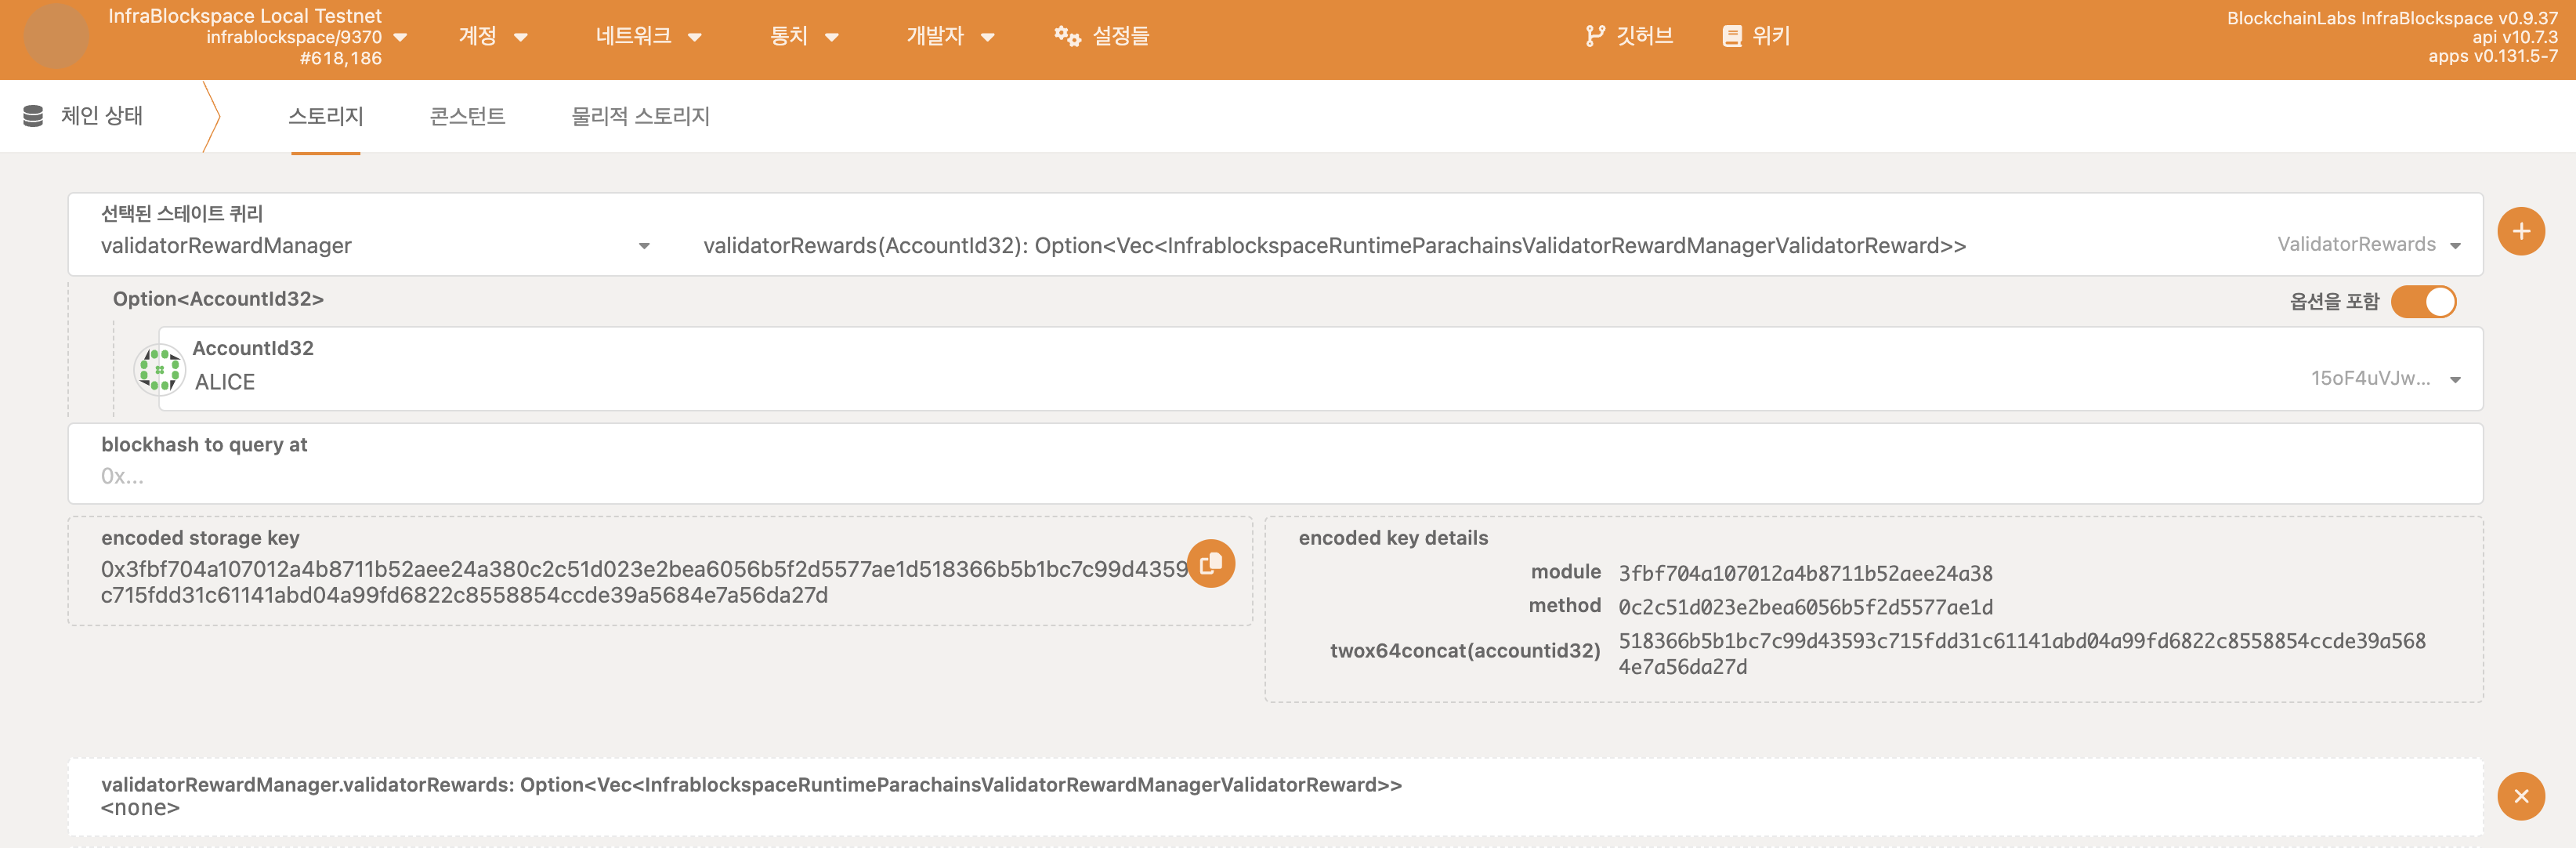 InfraBlockspace Local Testnet
infrablockspace/9370
#618,186
계정
네트워크
통치
개발자
설정들
깃허브
위키
BlockchainLabs InfraBlockspace v0.9.37
api v10.7.3
apps v0.131.5-7
체인 상태
스토리지
콘스턴트
물리적 스토리지
선택된 스테이트 쿼리
validatorRewardManager
validatorRewards(AccountId32): Option<Vec<InfrablockspaceRuntimeParachainsValidatorRewardManagerValidatorReward>>
ValidatorRewards
Option<AccountId32>
옵션을 포함
AccountId32
ALICE
15oF4uVJw...
blockhash to query at
0x...
encoded storage key
0x3fbf704a107012a4b8711b52aee24a380c2c51d023e2bea6056b5f2d5577ae1d518366b5b1bc7c99d4359
c715fdd31c61141abd04a99fd6822c8558854ccde39a5684e7a56da27d
encoded key details
module 3fbf704a107012a4b8711b52aee24a38
method 0c2c51d023e2bea6056b5f2d5577ae1d
twox64concat(accountid32) 518366b5b1bc7c99d43593c715fdd31c61141abd04a99fd6822c8558854ccde39a568
4e7a56da27d
validatorRewardManager.validatorRewards: Option<Vec<InfrablockspaceRuntimeParachainsValidatorRewardManagerValidatorReward>>
<none>